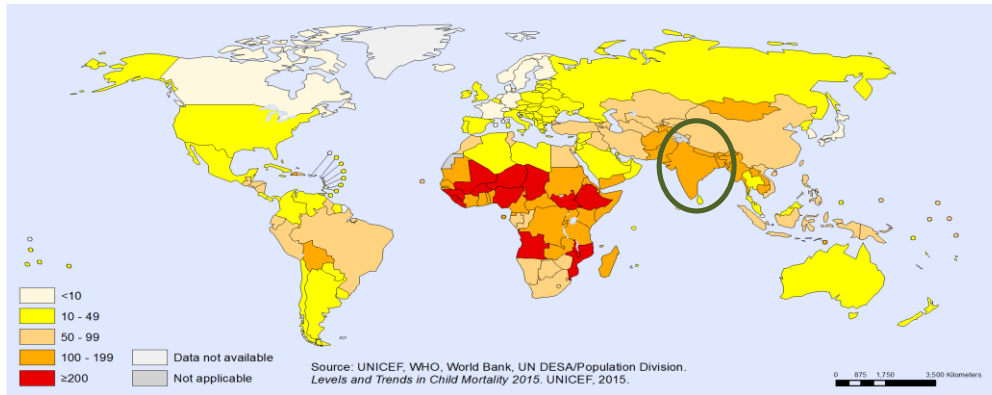 <10
10 - 49
50 - 99
100 - 199
≥200
Data not available
Not applicable
Source: UNICEF, WHO, World Bank, UN DESA/Population Division.
Levels and Trends in Child Mortality 2015. UNICEF, 2015.
0 875 1,750 3,500 Kilometers